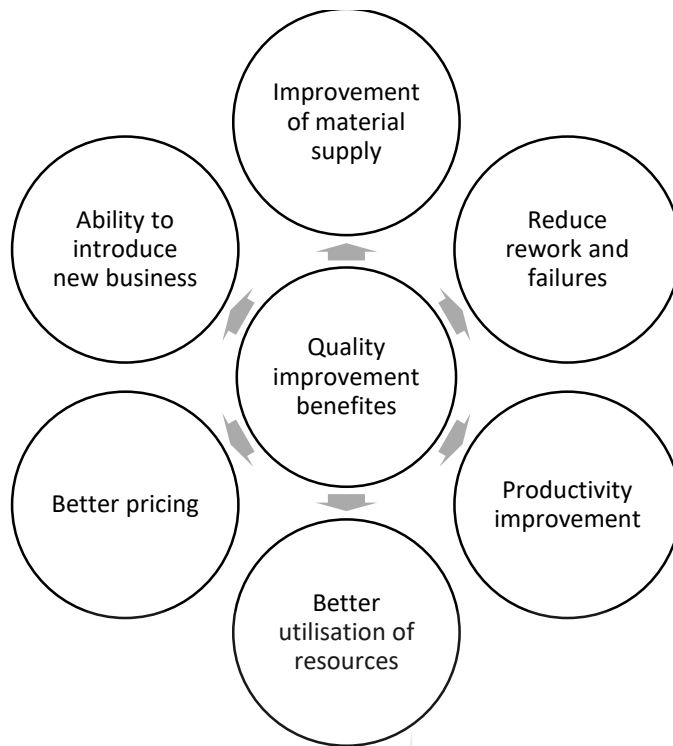 Improvement
of material
supply
Ability to
introduce
new business
Reduce
rework and
failures
Quality
improvement
benefites
Better pricing
Productivity
improvement
Better
utilisation of
resources